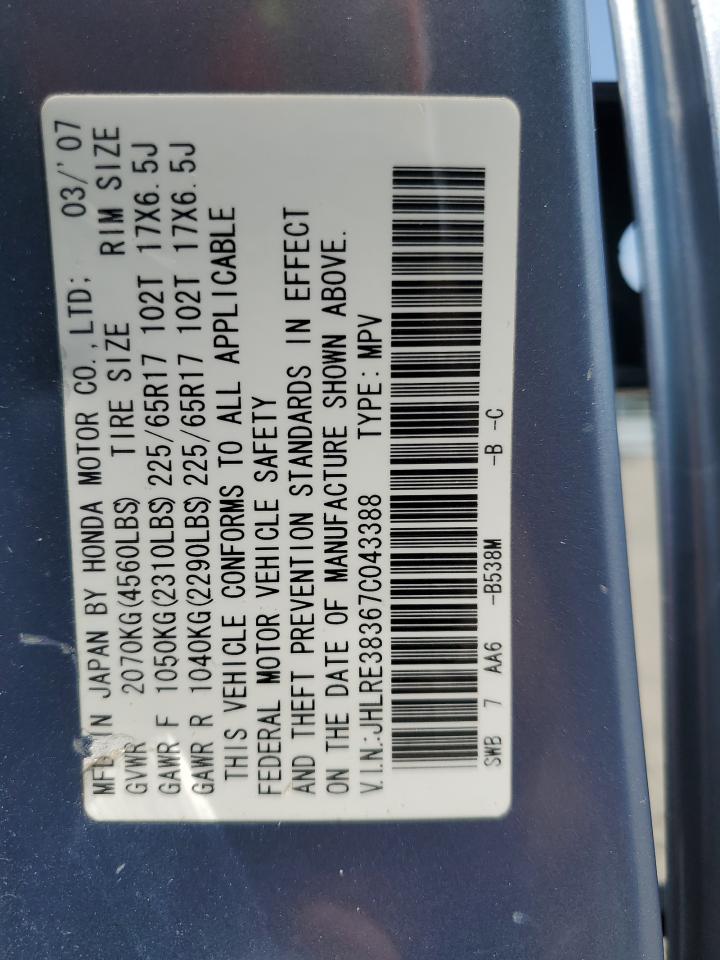 MFD IN JAPAN BY HONDA MOTOR CO.,LTD; 03/'07
GVWR 2070KG(4560LBS) TIRE SIZE RIM SIZE
GAWR F 1050KG(2310LBS) 225/65R17 102T 17X6.5J
GAWR R 1040KG(2290LBS) 225/65R17 102T 17X6.5J
THIS VEHICLE CONFORMS TO ALL APPLICABLE
FEDERAL MOTOR VEHICLE SAFETY
AND THEFT PREVENTION STANDARDS IN EFFECT
ON THE DATE OF MANUFACTURE SHOWN ABOVE.
V.I.N.:JHLRE38367C043388 TYPE: MPV
SWB 7 AA6 -B538M -B -C